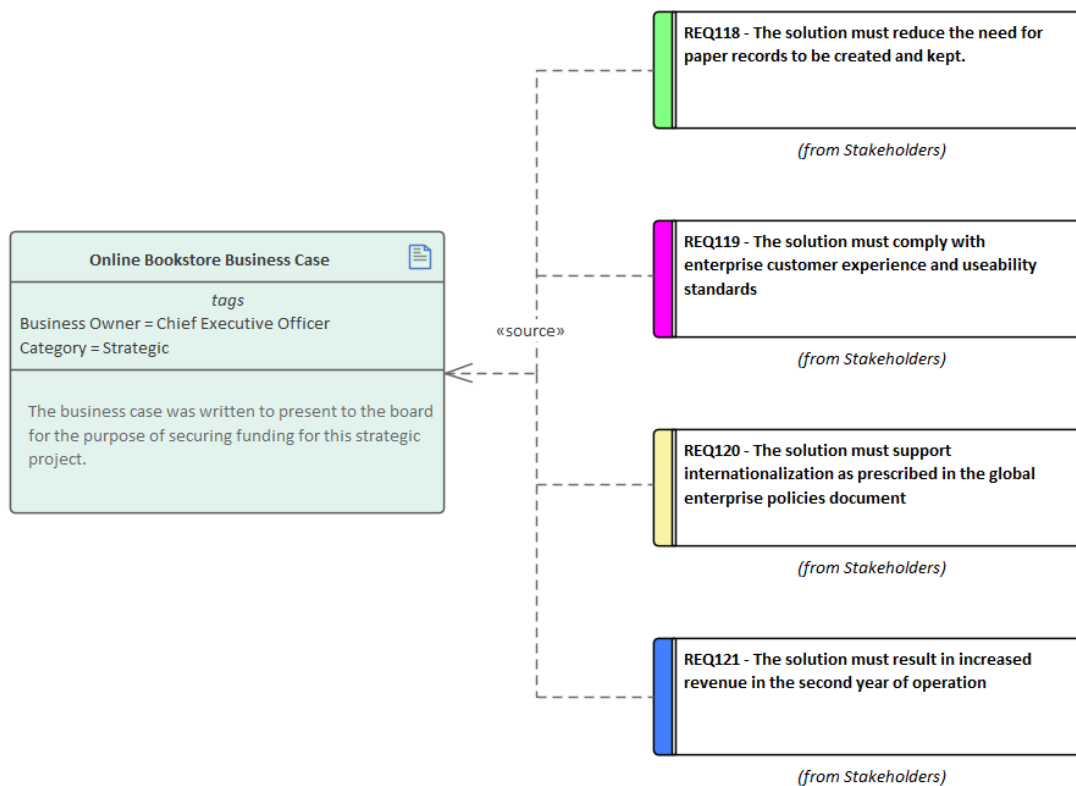 REQ118 - The solution must reduce the need for
paper records to be created and kept.
(from Stakeholders)
REQ119 - The solution must comply with
enterprise customer experience and useability
standards
(from Stakeholders)
Online Bookstore Business Case
tags
Business Owner = Chief Executive Officer
Category = Strategic
The business case was written to present to the board
for the purpose of securing funding for this strategic
project.
«source»
REQ120 - The solution must support
internationalization as prescribed in the global
enterprise policies document
(from Stakeholders)
REQ121 - The solution must result in increased
revenue in the second year of operation
(from Stakeholders)